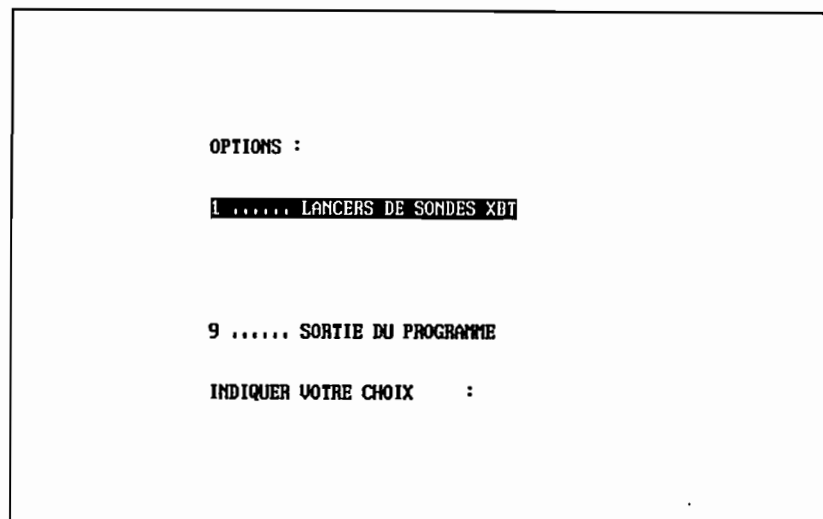 OPTIONS :
1 ...... LANCERS DE SONDES XBT
9 ...... SORTIE DU PROGRAMME
INDIQUER VOTRE CHOIX :